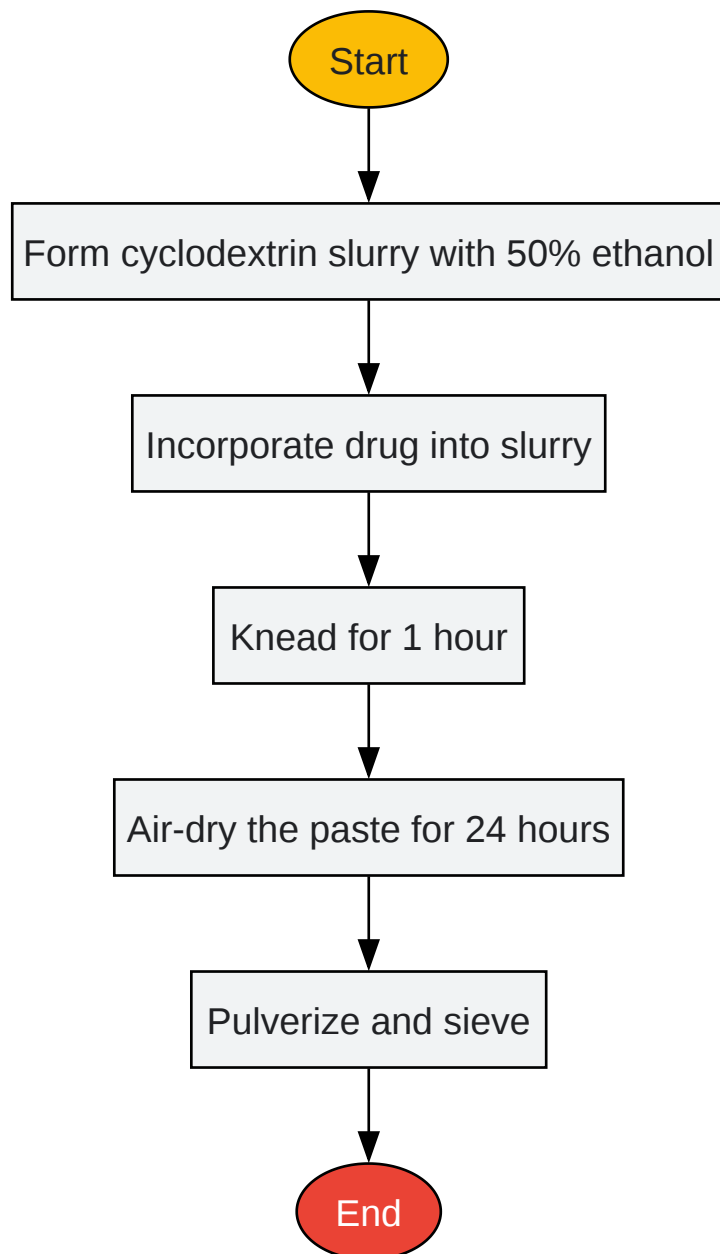 Start
Form cyclodextrin slurry with 50% ethanol
Incorporate drug into slurry
Knead for 1 hour
Air-dry the paste for 24 hours
Pulverize and sieve
End